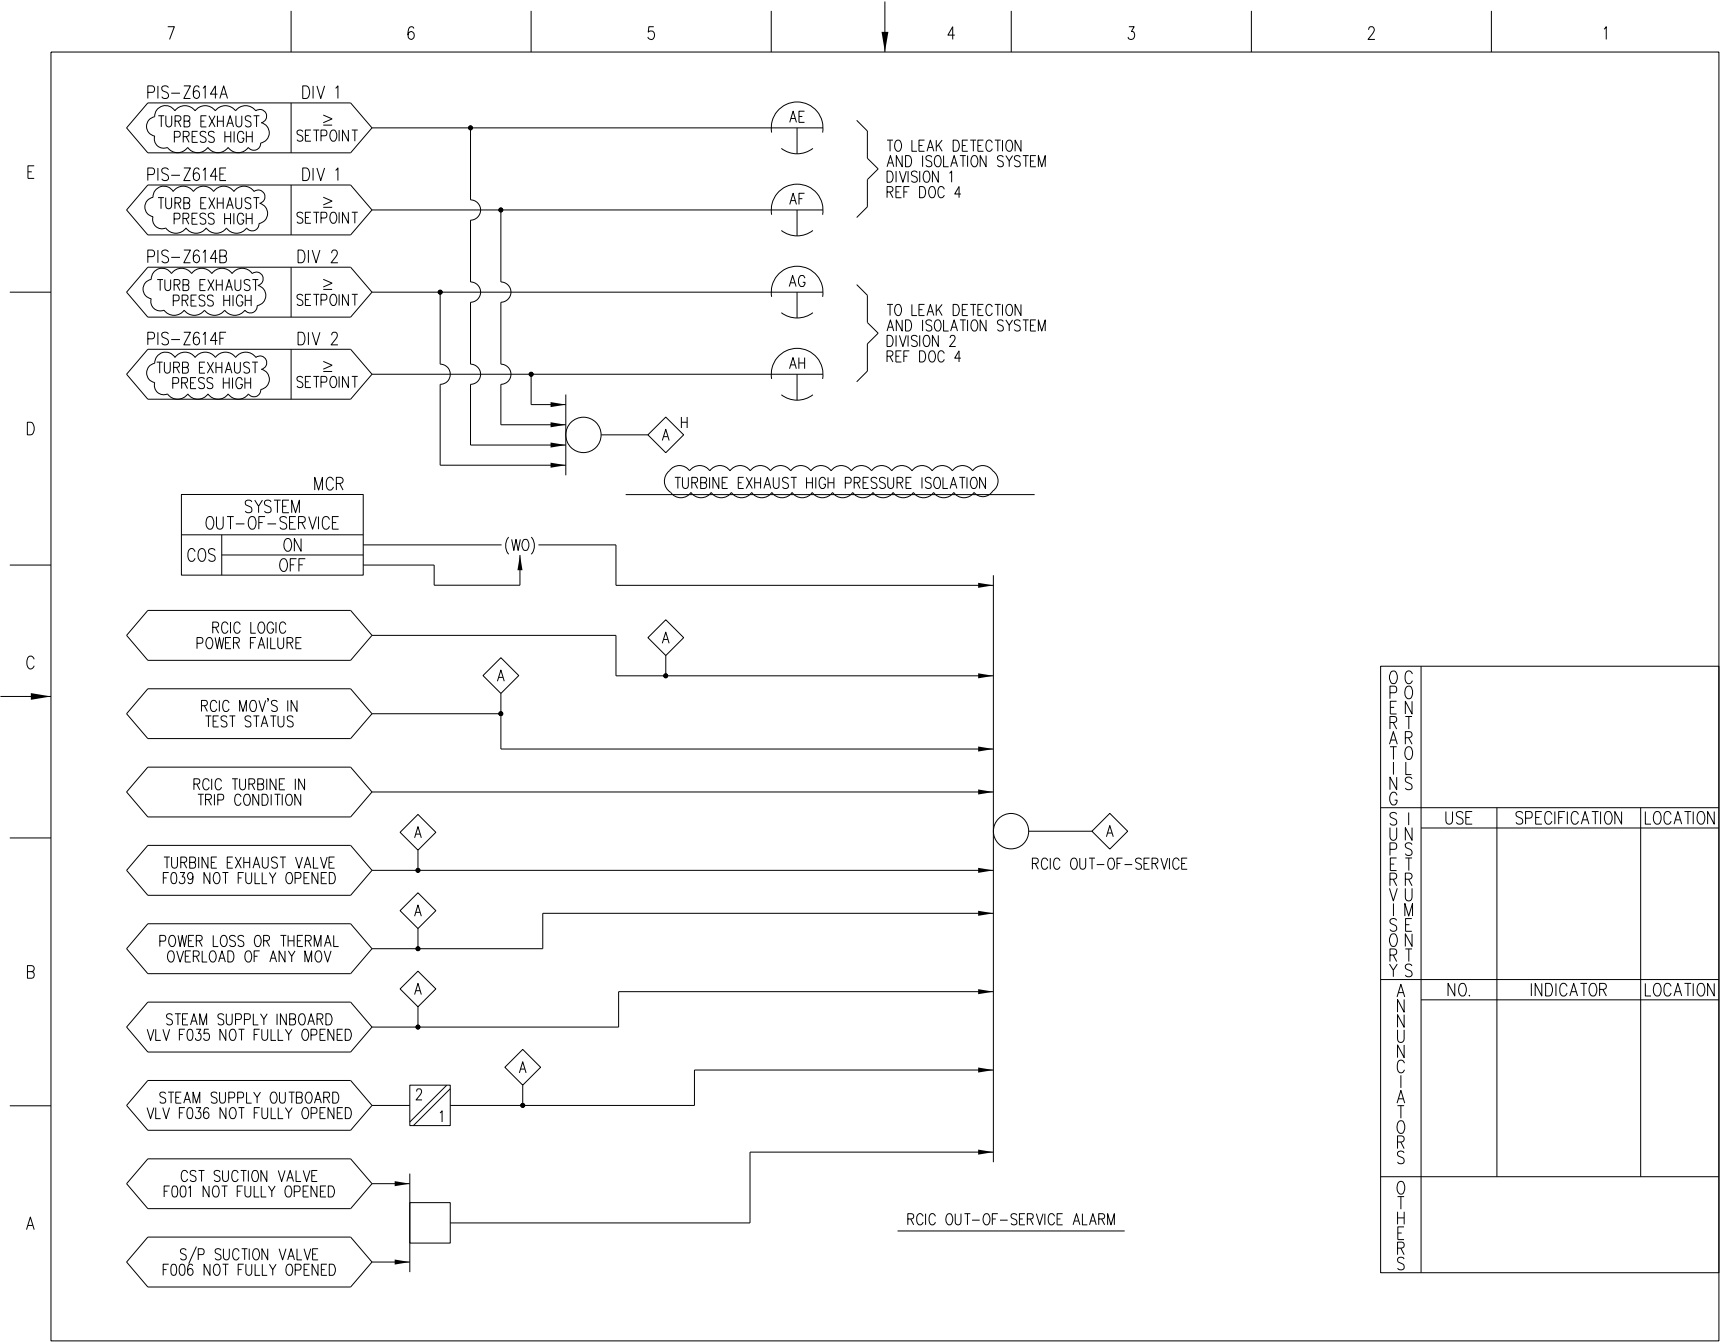 7 6 5 4 3 2 1
E
D
C
B
A
PIS-Z614A DIV 1
TURB EXHAUST
PRESS HIGH
≥
SETPOINT
AE
PIS-Z614E DIV 1
TURB EXHAUST
PRESS HIGH
≥
SETPOINT
AF
TO LEAK DETECTION
AND ISOLATION SYSTEM
DIVISION 1
REF DOC 4
PIS-Z614B DIV 2
TURB EXHAUST
PRESS HIGH
≥
SETPOINT
AG
PIS-Z614F DIV 2
TURB EXHAUST
PRESS HIGH
≥
SETPOINT
AH
TO LEAK DETECTION
AND ISOLATION SYSTEM
DIVISION 2
REF DOC 4
A H
TURBINE EXHAUST HIGH PRESSURE ISOLATION
MCR
SYSTEM
OUT-OF-SERVICE
COS
ON
OFF
(WO)
RCIC LOGIC
POWER FAILURE
A
RCIC MOV'S IN
TEST STATUS
A
RCIC TURBINE IN
TRIP CONDITION
TURBINE EXHAUST VALVE
F039 NOT FULLY OPENED
A
A
RCIC OUT-OF-SERVICE
POWER LOSS OR THERMAL
OVERLOAD OF ANY MOV
A
STEAM SUPPLY INBOARD
VLV F035 NOT FULLY OPENED
A
STEAM SUPPLY OUTBOARD
VLV F036 NOT FULLY OPENED
2
1
A
CST SUCTION VALVE
F001 NOT FULLY OPENED
S/P SUCTION VALVE
F006 NOT FULLY OPENED
RCIC OUT-OF-SERVICE ALARM
OPERATING
CONTROLS
SUPERVISORY
INSTRUMENTS
USE SPECIFICATION LOCATION
ANNUNCIATORS
NO. INDICATOR LOCATION
OTHERS